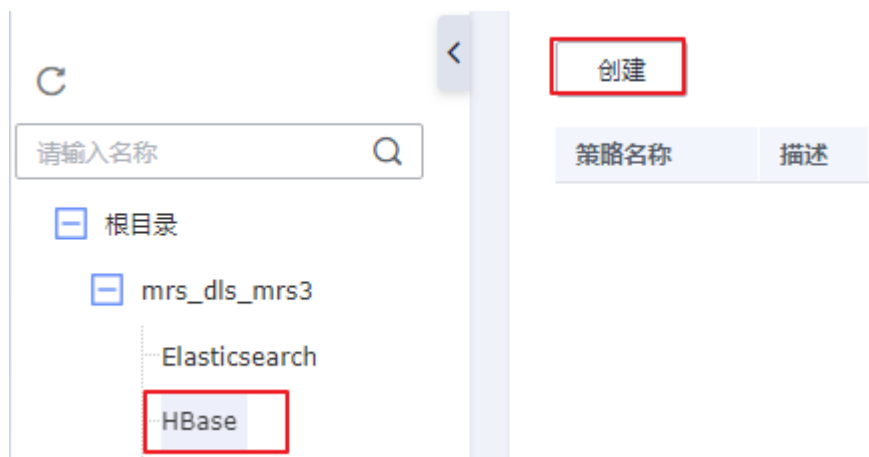 请输入名称
根目录
mrs_dls_mrs3
Elasticsearch
HBase
创建
策略名称 描述